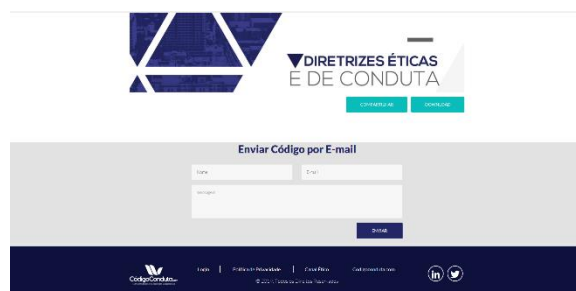 DIRETRIZES ÉTICAS
E DE CONDUTA
COMPARTILHAR DOWNLOAD
Enviar Código por E-mail
Nome E-mail
Mensagem
ENVIAR
Login | Política de Privacidade | Canal Ético
CódigoConduta